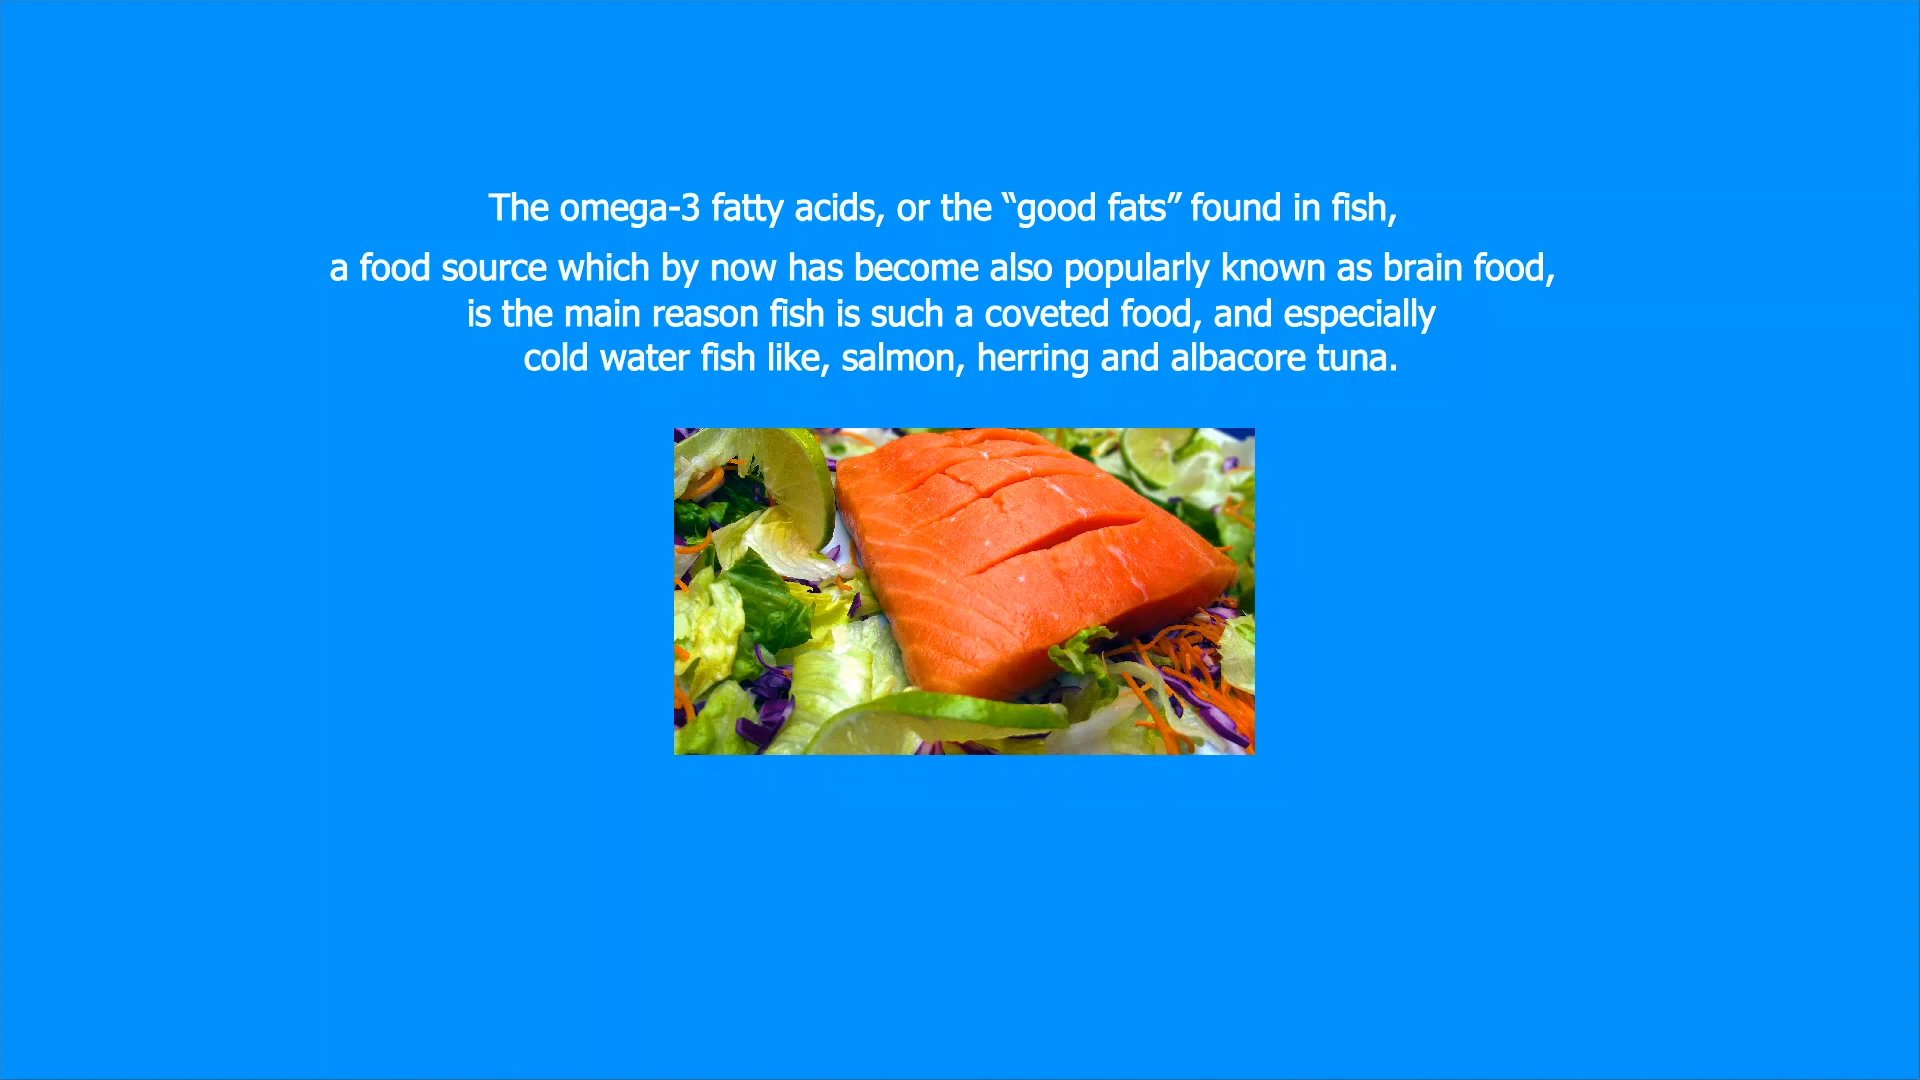 The omega-3 fatty acids, or the “good fats” found in fish,
a food source which by now has become also popularly known as brain food,
is the main reason fish is such a coveted food, and especially
cold water fish like, salmon, herring and albacore tuna.